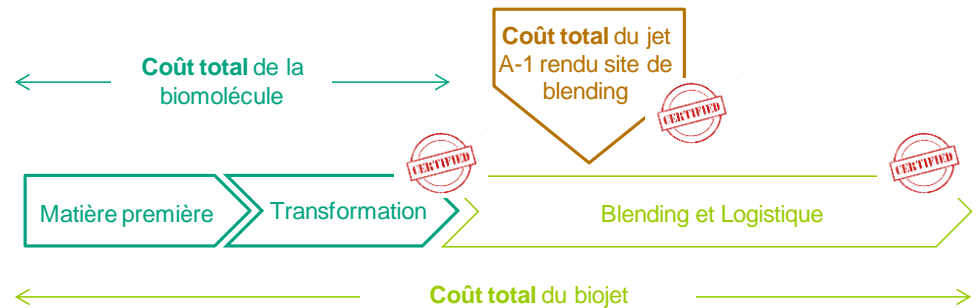 Coût total du jet
A-1 rendu site de
blending
Coût total de la
biomolécule
CERTIFIED
CERTIFIED
CERTIFIED
Matière première
Transformation
Blending et Logistique
Coût total du biojet